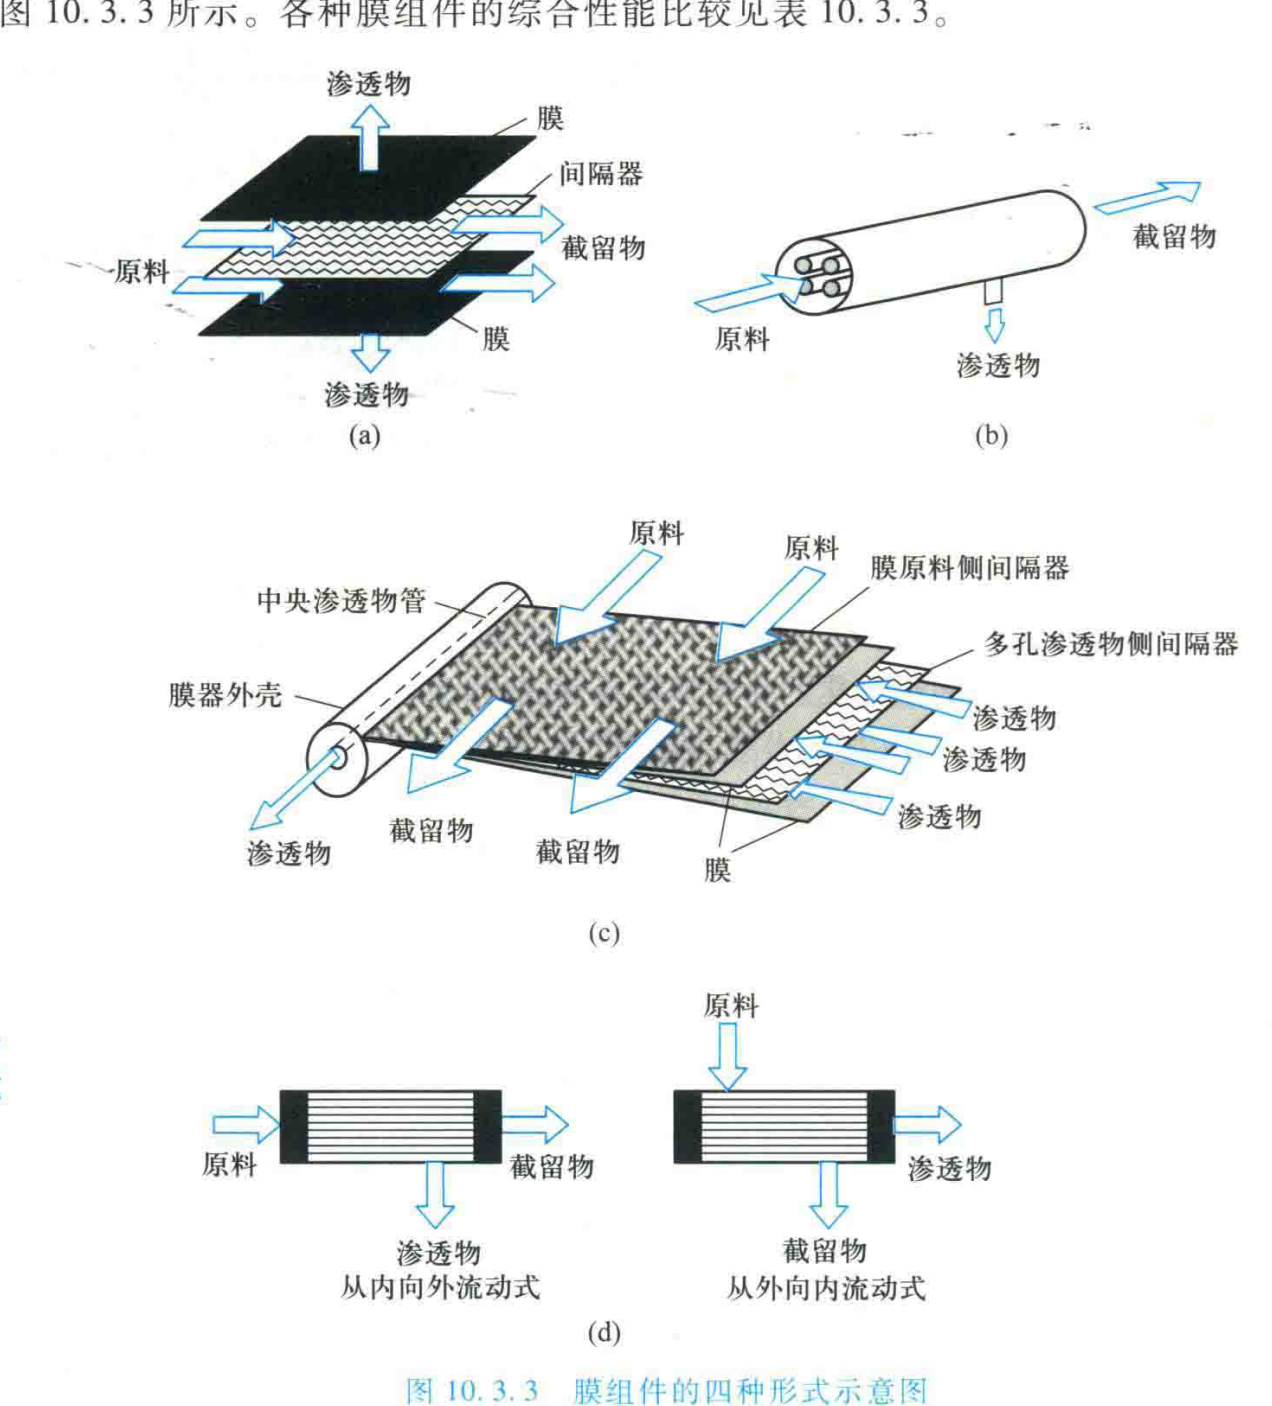 图 10.3.3 所示。各种膜组件的综合性能比较见表 10.3.3。
渗透物
膜
间隔器
截留物
原料
膜
渗透物
(a)
截留物
原料
渗透物
(b)
原料
原料
膜原料侧间隔器
中央渗透物管
多孔渗透物侧间隔器
膜器外壳
渗透物
渗透物
渗透物
截留物
截留物
渗透物
膜
(c)
原料
原料
截留物
渗透物
渗透物
从内向外流动式
截留物
从外向内流动式
(d)
图 10.3.3 膜组件的四种形式示意图